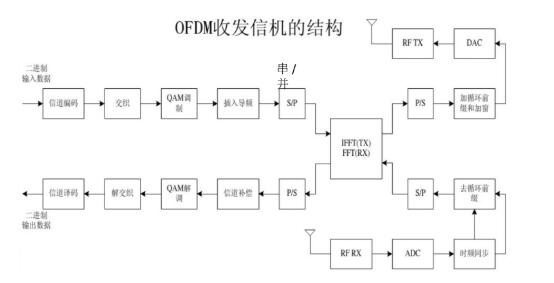 OFDM收发信机的结构
RF TX
DAC
二进制
输入数据
串 /
并
信道编码
交织
QAM调
制
插入导频
S/P
IFFT(TX)
FFT(RX)
P/S
加循环前
缀和加窗
信道译码
解交织
QAM解
调
信道补偿
P/S
S/P
去循环前
缀
二进制
输出数据
RF RX
ADC
时频同步